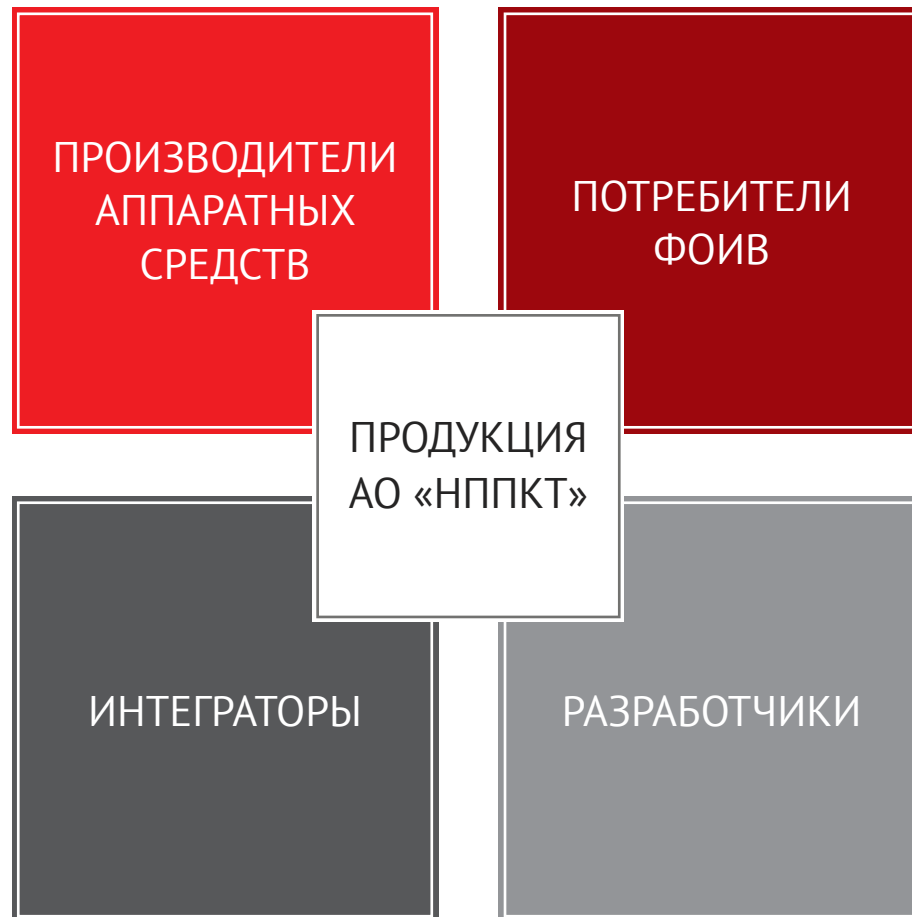 ПРОИЗВОДИТЕЛИ
АППАРАТНЫХ
СРЕДСТВ
ПОТРЕБИТЕЛИ
ФОИВ
ПРОДУКЦИЯ
АО «НППКТ»
ИНТЕГРАТОРЫ
РАЗРАБОТЧИКИ